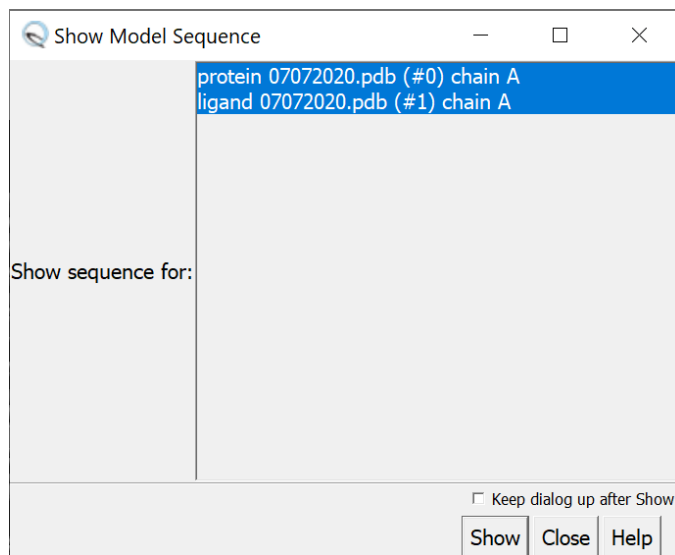 Show Model Sequence
protein 07072020.pdb (#0) chain A
ligand 07072020.pdb (#1) chain A
Show sequence for:
Keep dialog up after Show
Show Close Help